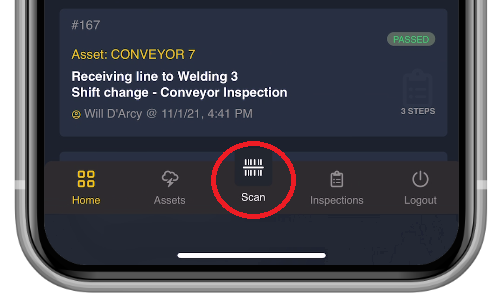 #167
PASSED
Asset: CONVEYOR 7
Receiving line to Welding 3
Shift change - Conveyor Inspection
Will D'Arcy @ 11/1/21, 4:41 PM
3 STEPS
Home Assets Scan Inspections Logout